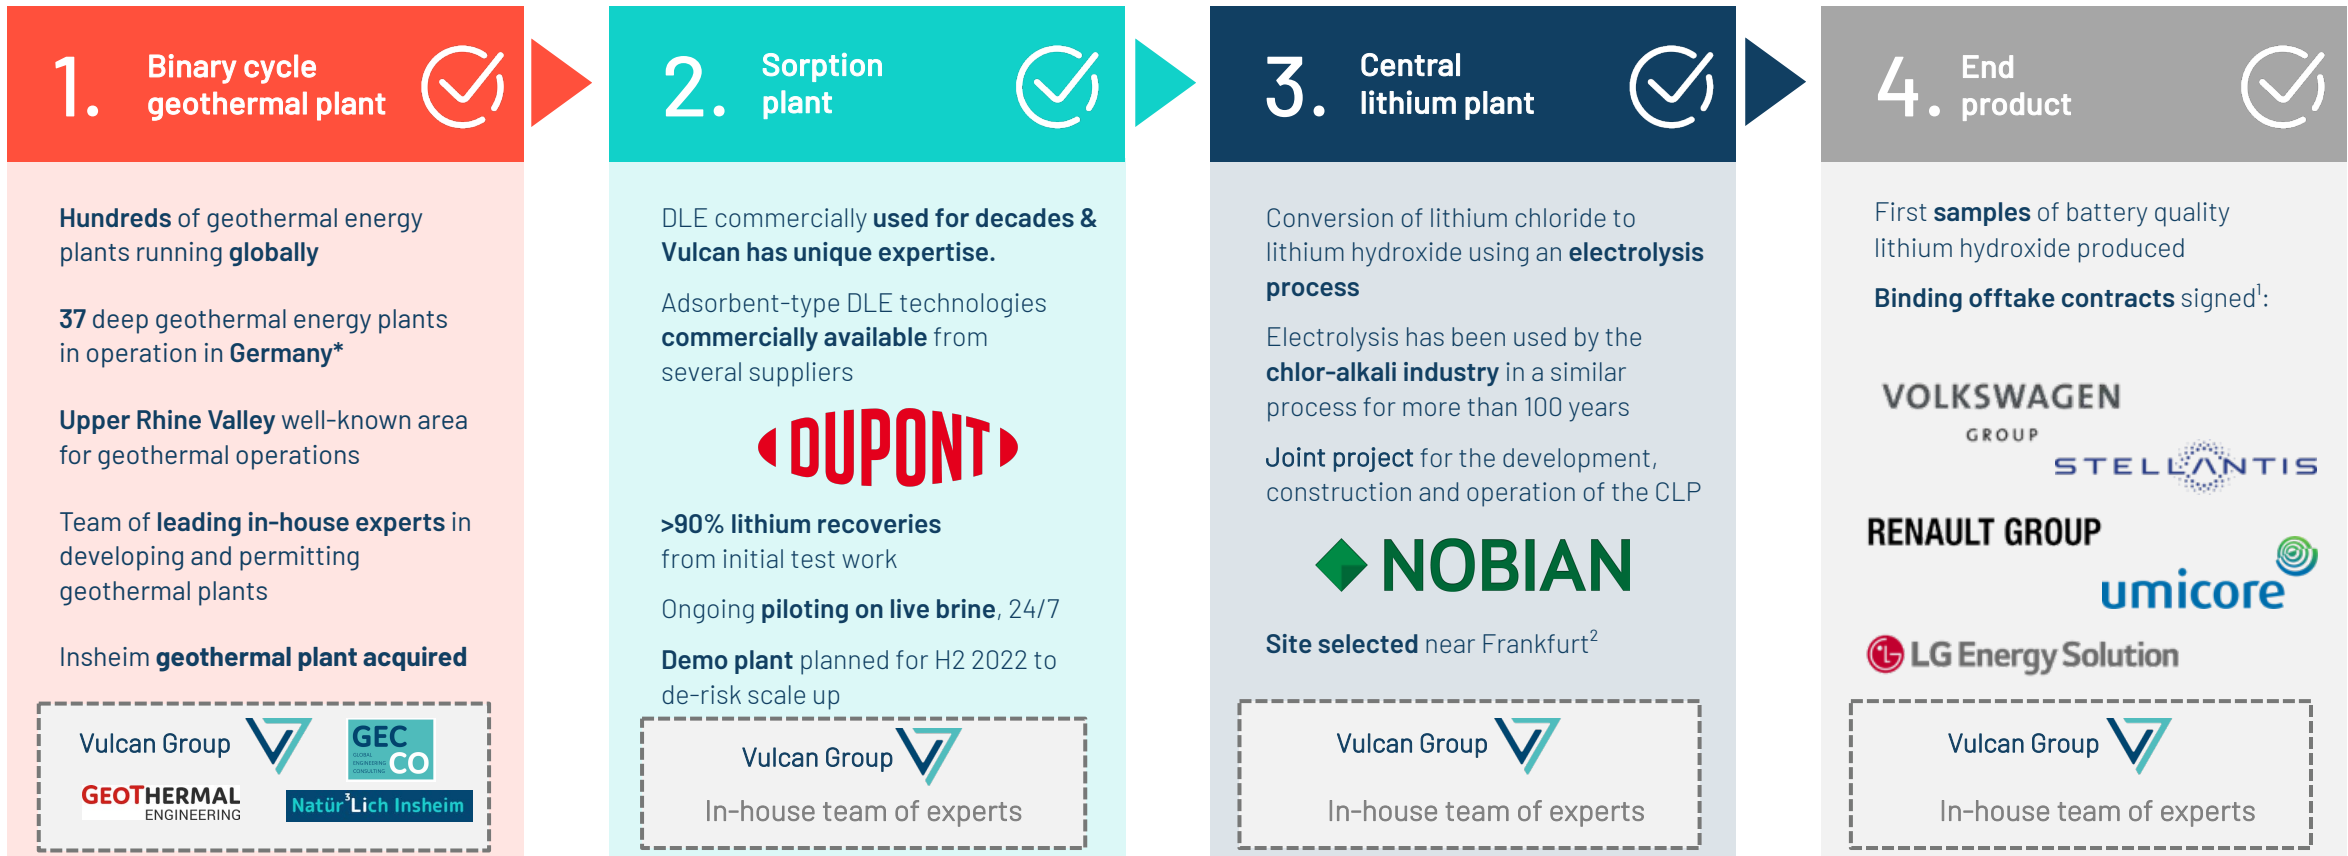 1.
Binary cycle
geothermal plant
Hundreds of geothermal energy
plants running globally
37 deep geothermal energy plants
in operation in Germany*
Upper Rhine Valley well-known area
for geothermal operations
Team of leading in-house experts in
developing and permitting
geothermal plants
Insheim geothermal plant acquired
Vulcan Group
GEC
CO
GLOBAL
ENGINEERING
CONSULTING
GEOTHERMAL
ENGINEERING
Natür³Lich Insheim
2.
Sorption
plant
DLE commercially used for decades &
Vulcan has unique expertise.
Adsorbent-type DLE technologies
commercially available from
several suppliers
DUPONT
>90% lithium recoveries
from initial test work
Ongoing piloting on live brine, 24/7
Demo plant planned for H2 2022 to
de-risk scale up
Vulcan Group
In-house team of experts
3.
Central
lithium plant
Conversion of lithium chloride to
lithium hydroxide using an electrolysis
process
Electrolysis has been used by the
chlor-alkali industry in a similar
process for more than 100 years
Joint project for the development,
construction and operation of the CLP
NOBIAN
Site selected near Frankfurt²
Vulcan Group
In-house team of experts
4.
End
product
First samples of battery quality
lithium hydroxide produced
Binding offtake contracts signed¹:
VOLKSWAGEN
GROUP
STELLANTIS
RENAULT GROUP
umicore
LG Energy Solution
Vulcan Group
In-house team of experts